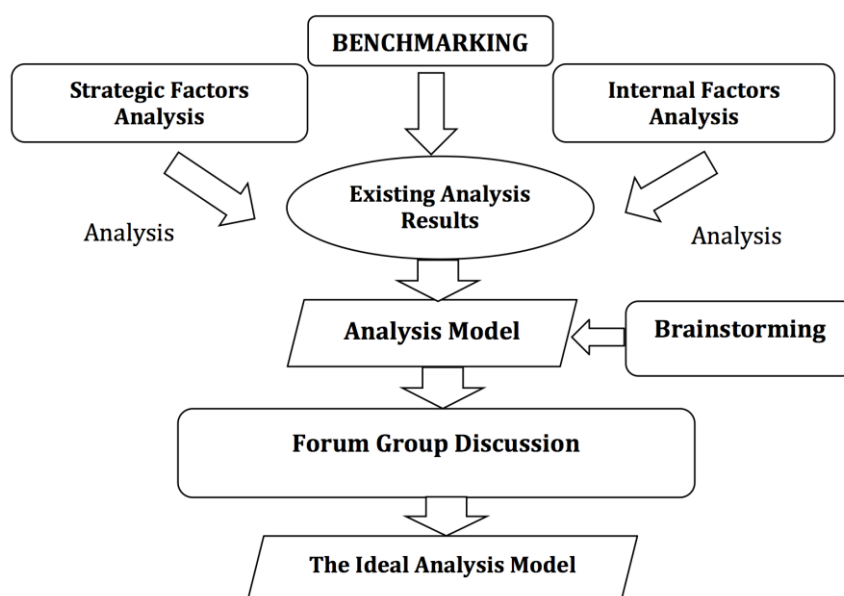 BENCHMARKING
Strategic Factors
Analysis
Internal Factors
Analysis
Existing Analysis
Results
Analysis
Analysis
Analysis Model
Brainstorming
Forum Group Discussion
The Ideal Analysis Model